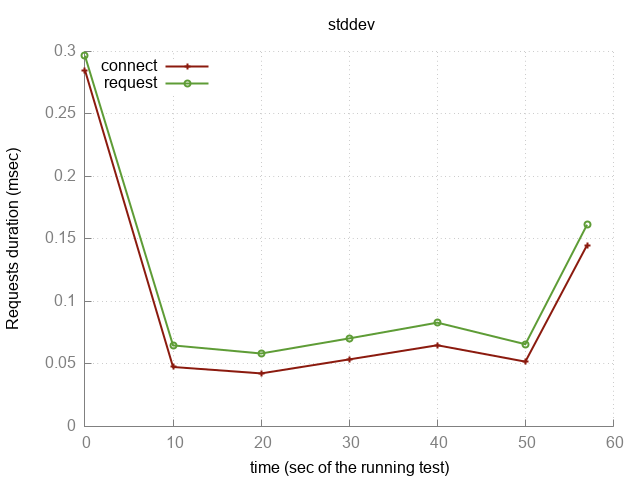 stddev
connect
request
0.3
0.25
0.2
0.15
0.1
0.05
0
0 10 20 30 40 50 60
Requests duration (msec)
time (sec of the running test)